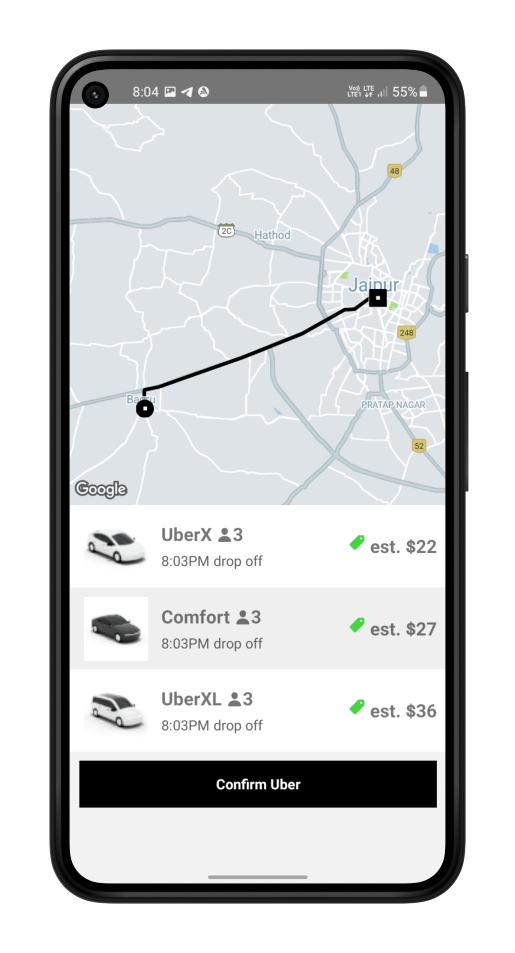 8:04
Vo) LTE
LTE1
55%
48
2C
Hathod
Jaipur
248
Bagru
PRATAP NAGAR
52
Google
UberX 3
est. $22
8:03PM drop off
Comfort 3
est. $27
8:03PM drop off
UberXL 3
est. $36
8:03PM drop off
Confirm Uber